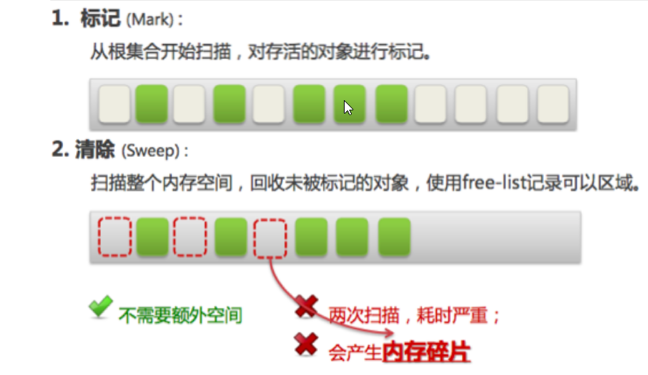 1. 标记 (Mark) :
从根集合开始扫描，对存活的对象进行标记。
2. 清除 (Sweep) :
扫描整个内存空间，回收未被标记的对象，使用free-list记录可以区域。
不需要额外空间
两次扫描，耗时严重；
会产生内存碎片